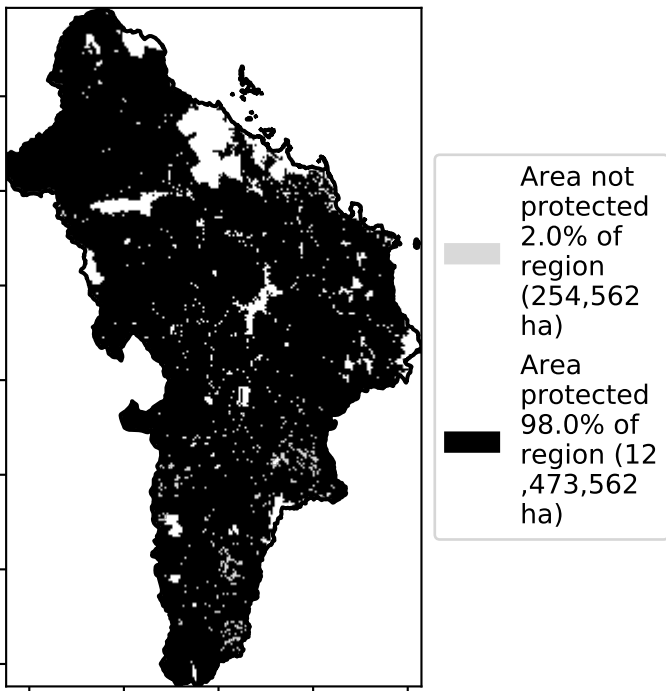 Area not
protected
2.0% of
region
(254,562
ha)
Area
protected
98.0% of
region (12
,473,562
ha)